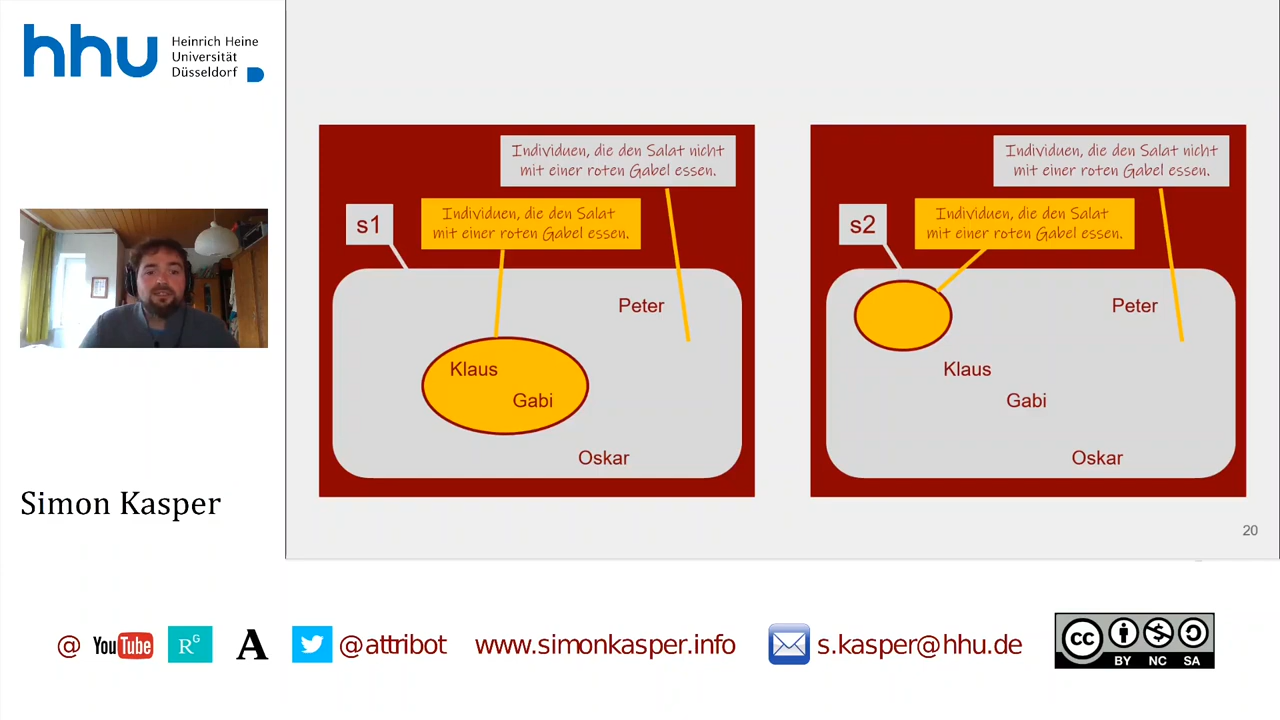 hhu
Heinrich Heine
Universität
Düsseldorf
Individuen, die den Salat nicht
mit einer roten Gabel essen.
s1
Individuen, die den Salat
mit einer roten Gabel essen.
Peter
Klaus
Gabi
Oskar
Individuen, die den Salat nicht
mit einer roten Gabel essen.
s2
Individuen, die den Salat
mit einer roten Gabel essen.
Peter
Klaus
Gabi
Oskar
Simon Kasper
20
@ YouTube RG A @attribot www.simonkasper.info s.kasper@hhu.de cc
BY NC SA